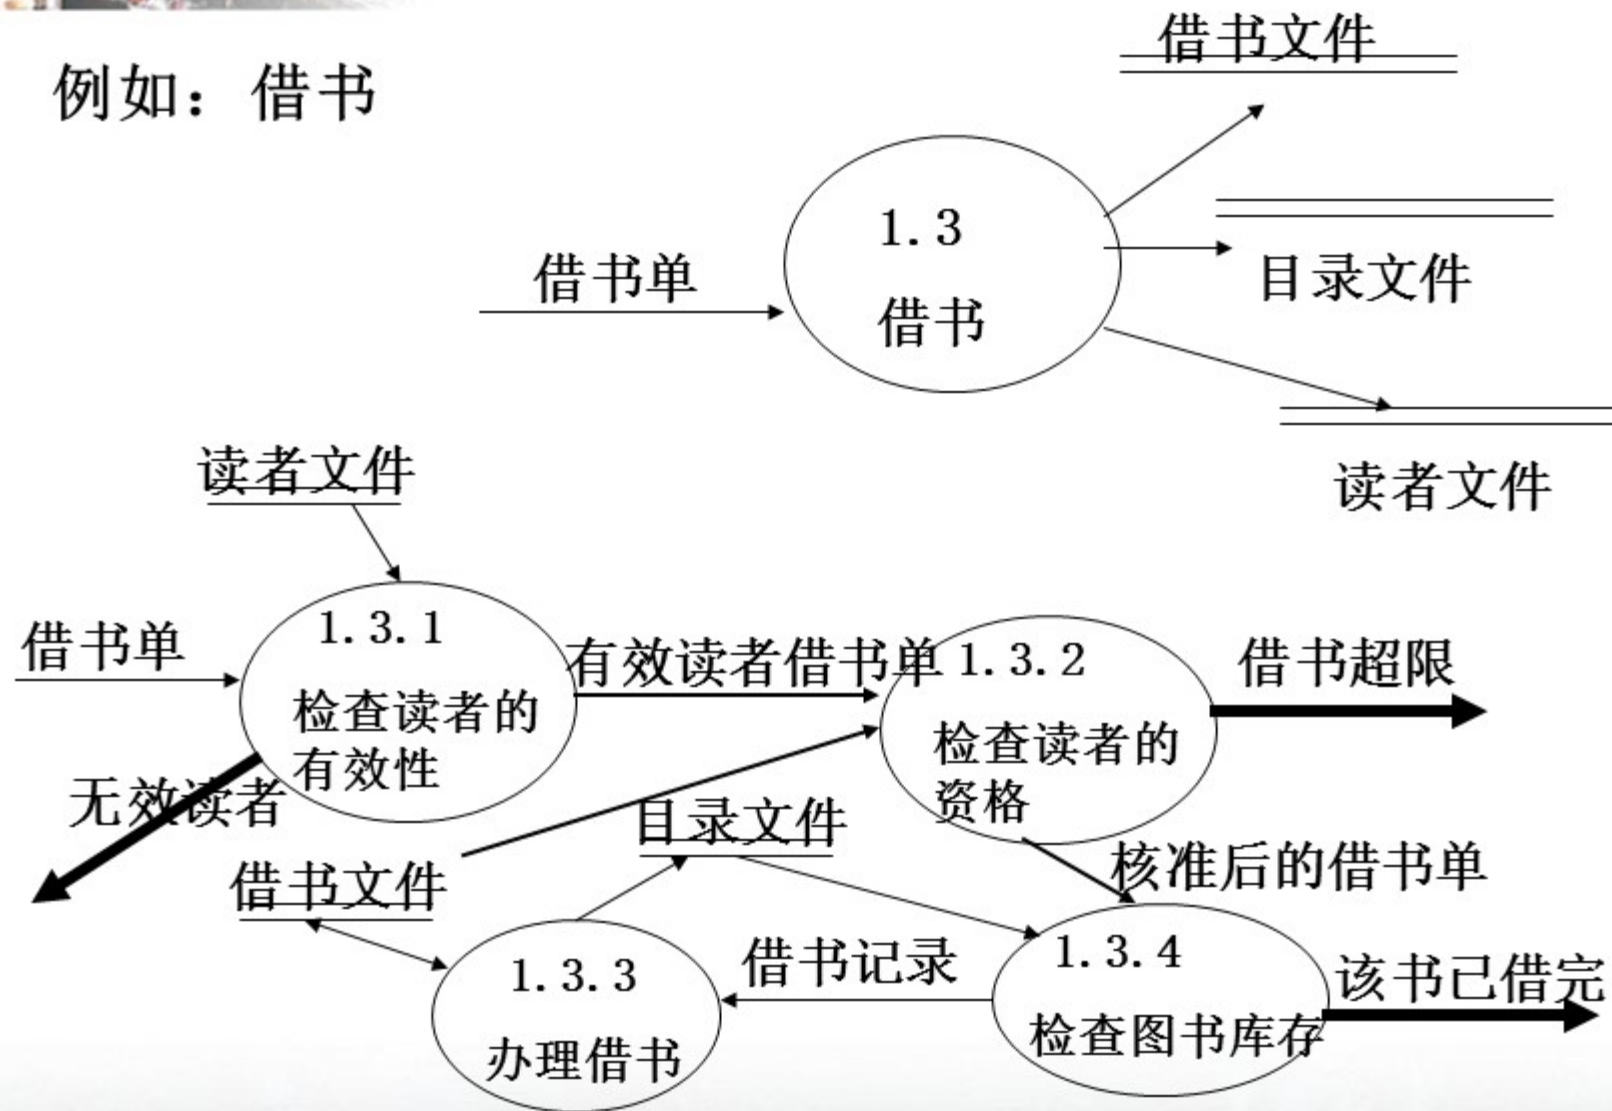 例如：借书
借书文件
1.3
借书
借书单
目录文件
读者文件
读者文件
借书单
1.3.1
检查读者的
有效性
有效读者借书单
1.3.2
检查读者的
资格
借书超限
无效读者
目录文件
借书文件
核准后的借书单
1.3.3
办理借书
借书记录
1.3.4
检查图书库存
该书已借完